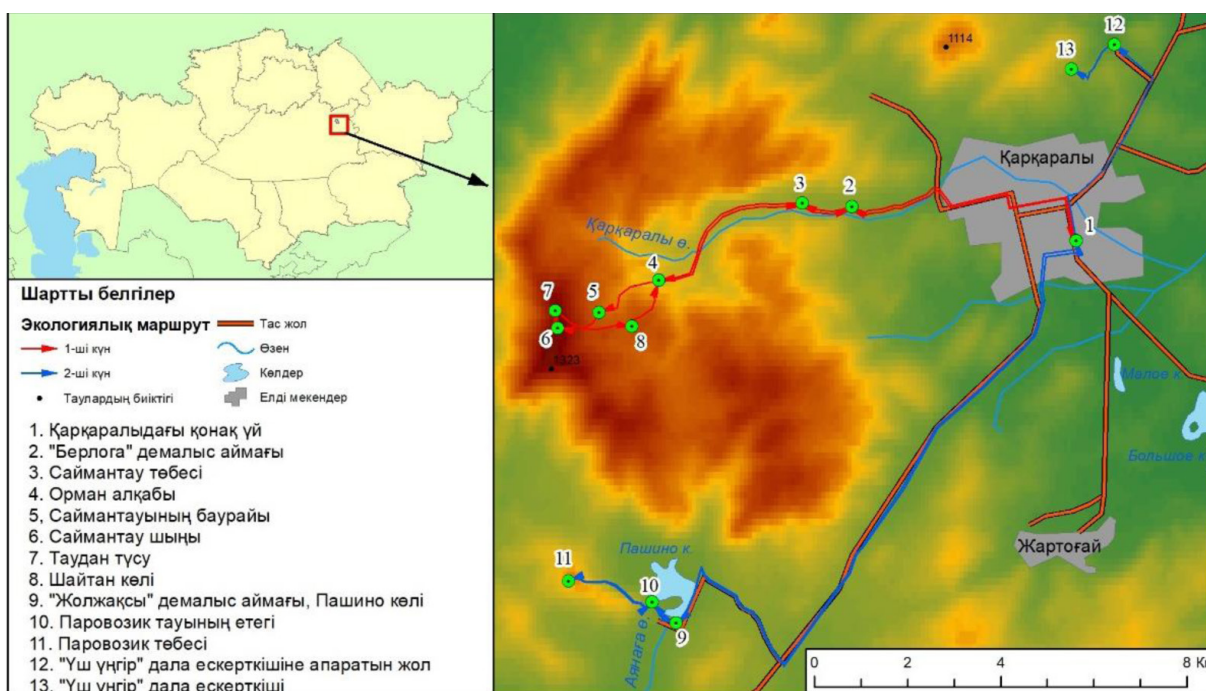 Шартты белгілер
Экологиялық маршрут
1-ші күн
2-ші күн
Таулардың биіктігі
Тас жол
Өзен
Көлдер
Елді мекендер
1. Қарқаралыдағы қонақ үй
2. "Берлога" демалыс аймағы
3. Саймантау төбесі
4. Орман алқабы
5, Саймантауының баурайы
6. Саймантау шыңы
7. Таудан түсу
8. Шайтан көлі
9. "Жолжақсы" демалыс аймағы, Пашино көлі
10. Паровозик тауының етегі
11. Паровозик төбесі
12. "Үш үңгір" дала ескерткішіне апаратын жол
13. "Үш үңгір" дала ескерткіші
1114
12
13
Қарқаралы
3
2
1
Қарқаралы ө.
4
7
5
6
8
1323
Малое к.
Большое к
Жартоғай
Пашино к.
11
10
9
Аянаға ө.
0 2 4 8 Км